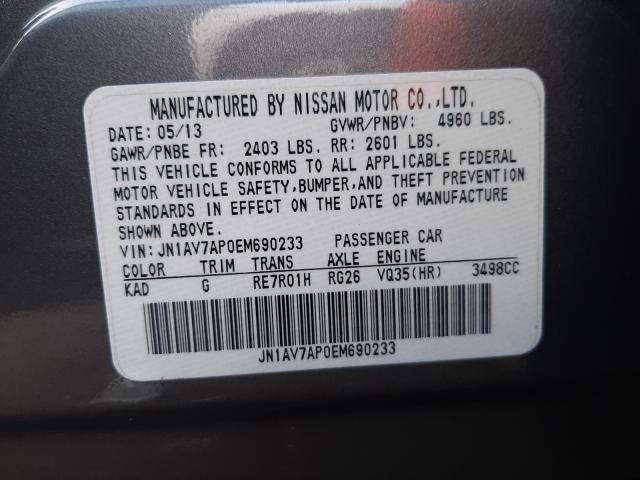 MANUFACTURED BY NISSAN MOTOR CO.,LTD.
DATE: 05/13 GVWR/PNBV: 4960 LBS.
GAWR/PNBE FR: 2403 LBS. RR: 2601 LBS.
THIS VEHICLE CONFORMS TO ALL APPLICABLE FEDERAL
MOTOR VEHICLE SAFETY,BUMPER,AND THEFT PREVENTION
STANDARDS IN EFFECT ON THE DATE OF MANUFACTURE
SHOWN ABOVE.
VIN: JN1AV7AP0EM690233 PASSENGER CAR
COLOR TRIM TRANS AXLE ENGINE
KAD G RE7R01H RG26 VQ35(HR) 3498CC
JN1AV7AP0EM690233